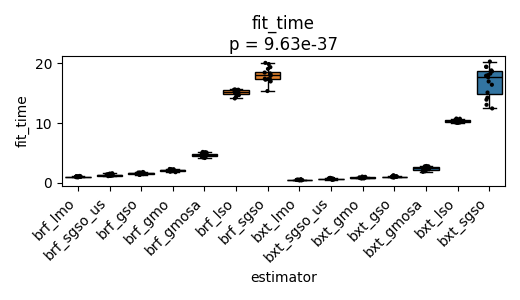 fit_time
p = 9.63e-37
fit_time
20
10
0
brf_lmo
brf_sgso_us
brf_gso
brf_gmo
brf_gmosa
brf_lso
brf_sgso
bxt_lmo
bxt_sgso_us
bxt_gmo
bxt_gso
bxt_gmosa
bxt_lso
bxt_sgso
estimator